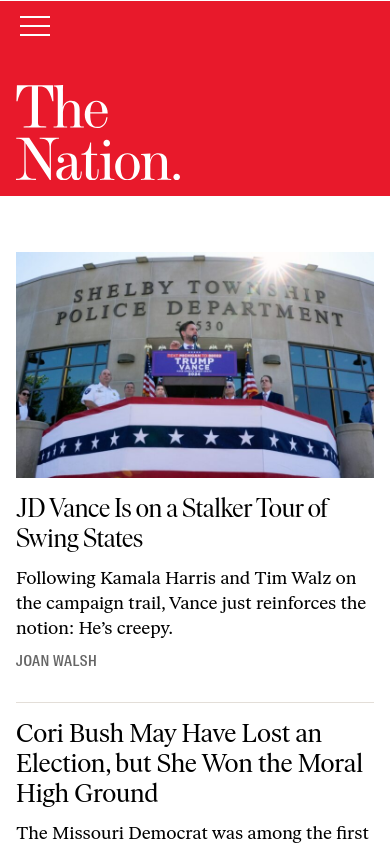 The
Nation.
SHELBY TOWNSHIP
POLICE DEPARTMENT
TRUMP
VANCE
JD Vance Is on a Stalker Tour of
Swing States
Following Kamala Harris and Tim Walz on
the campaign trail, Vance just reinforces the
notion: He’s creepy.
JOAN WALSH
Cori Bush May Have Lost an
Election, but She Won the Moral
High Ground
The Missouri Democrat was among the first